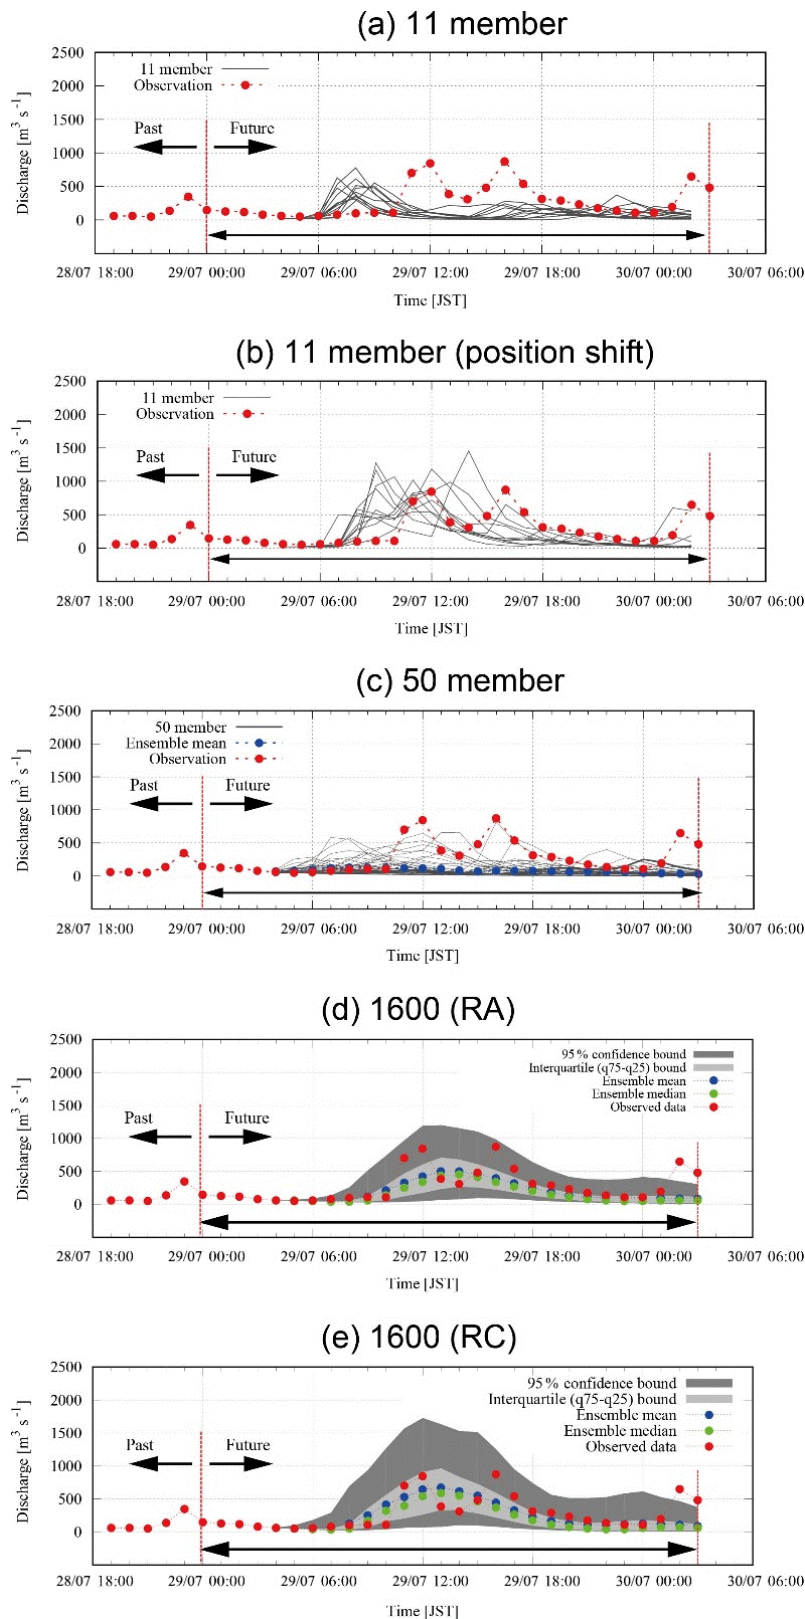 (a) 11 member
2500
2000
1500
1000
500
0
Discharge [m³ s⁻¹]
11 member
Observation
Past
Future
28/07 18:00 29/07 00:00 29/07 06:00 29/07 12:00 29/07 18:00 30/07 00:00 30/07 06:00
Time [JST]
(b) 11 member (position shift)
2500
2000
1500
1000
500
0
Discharge [m³ s⁻¹]
11 member
Observation
Past
Future
28/07 18:00 29/07 00:00 29/07 06:00 29/07 12:00 29/07 18:00 30/07 00:00 30/07 06:00
Time [JST]
(c) 50 member
2500
2000
1500
1000
500
0
Discharge [m³ s⁻¹]
50 member
Ensemble mean
Observation
Past
Future
28/07 18:00 29/07 00:00 29/07 06:00 29/07 12:00 29/07 18:00 30/07 00:00 30/07 06:00
Time [JST]
(d) 1600 (RA)
2500
2000
1500
1000
500
0
Discharge [m³ s⁻¹]
95 % confidence bound
Interquartile (q75-q25) bound
Ensemble mean
Ensemble median
Observed data
Past
Future
28/07 18:00 29/07 00:00 29/07 06:00 29/07 12:00 29/07 18:00 30/07 00:00 30/07 06:00
Time [JST]
(e) 1600 (RC)
2500
2000
1500
1000
500
0
Discharge [m³ s⁻¹]
95 % confidence bound
Interquartile (q75-q25) bound
Ensemble mean
Ensemble median
Observed data
Past
Future
28/07 18:00 29/07 00:00 29/07 06:00 29/07 12:00 29/07 18:00 30/07 00:00 30/07 06:00
Time [JST]